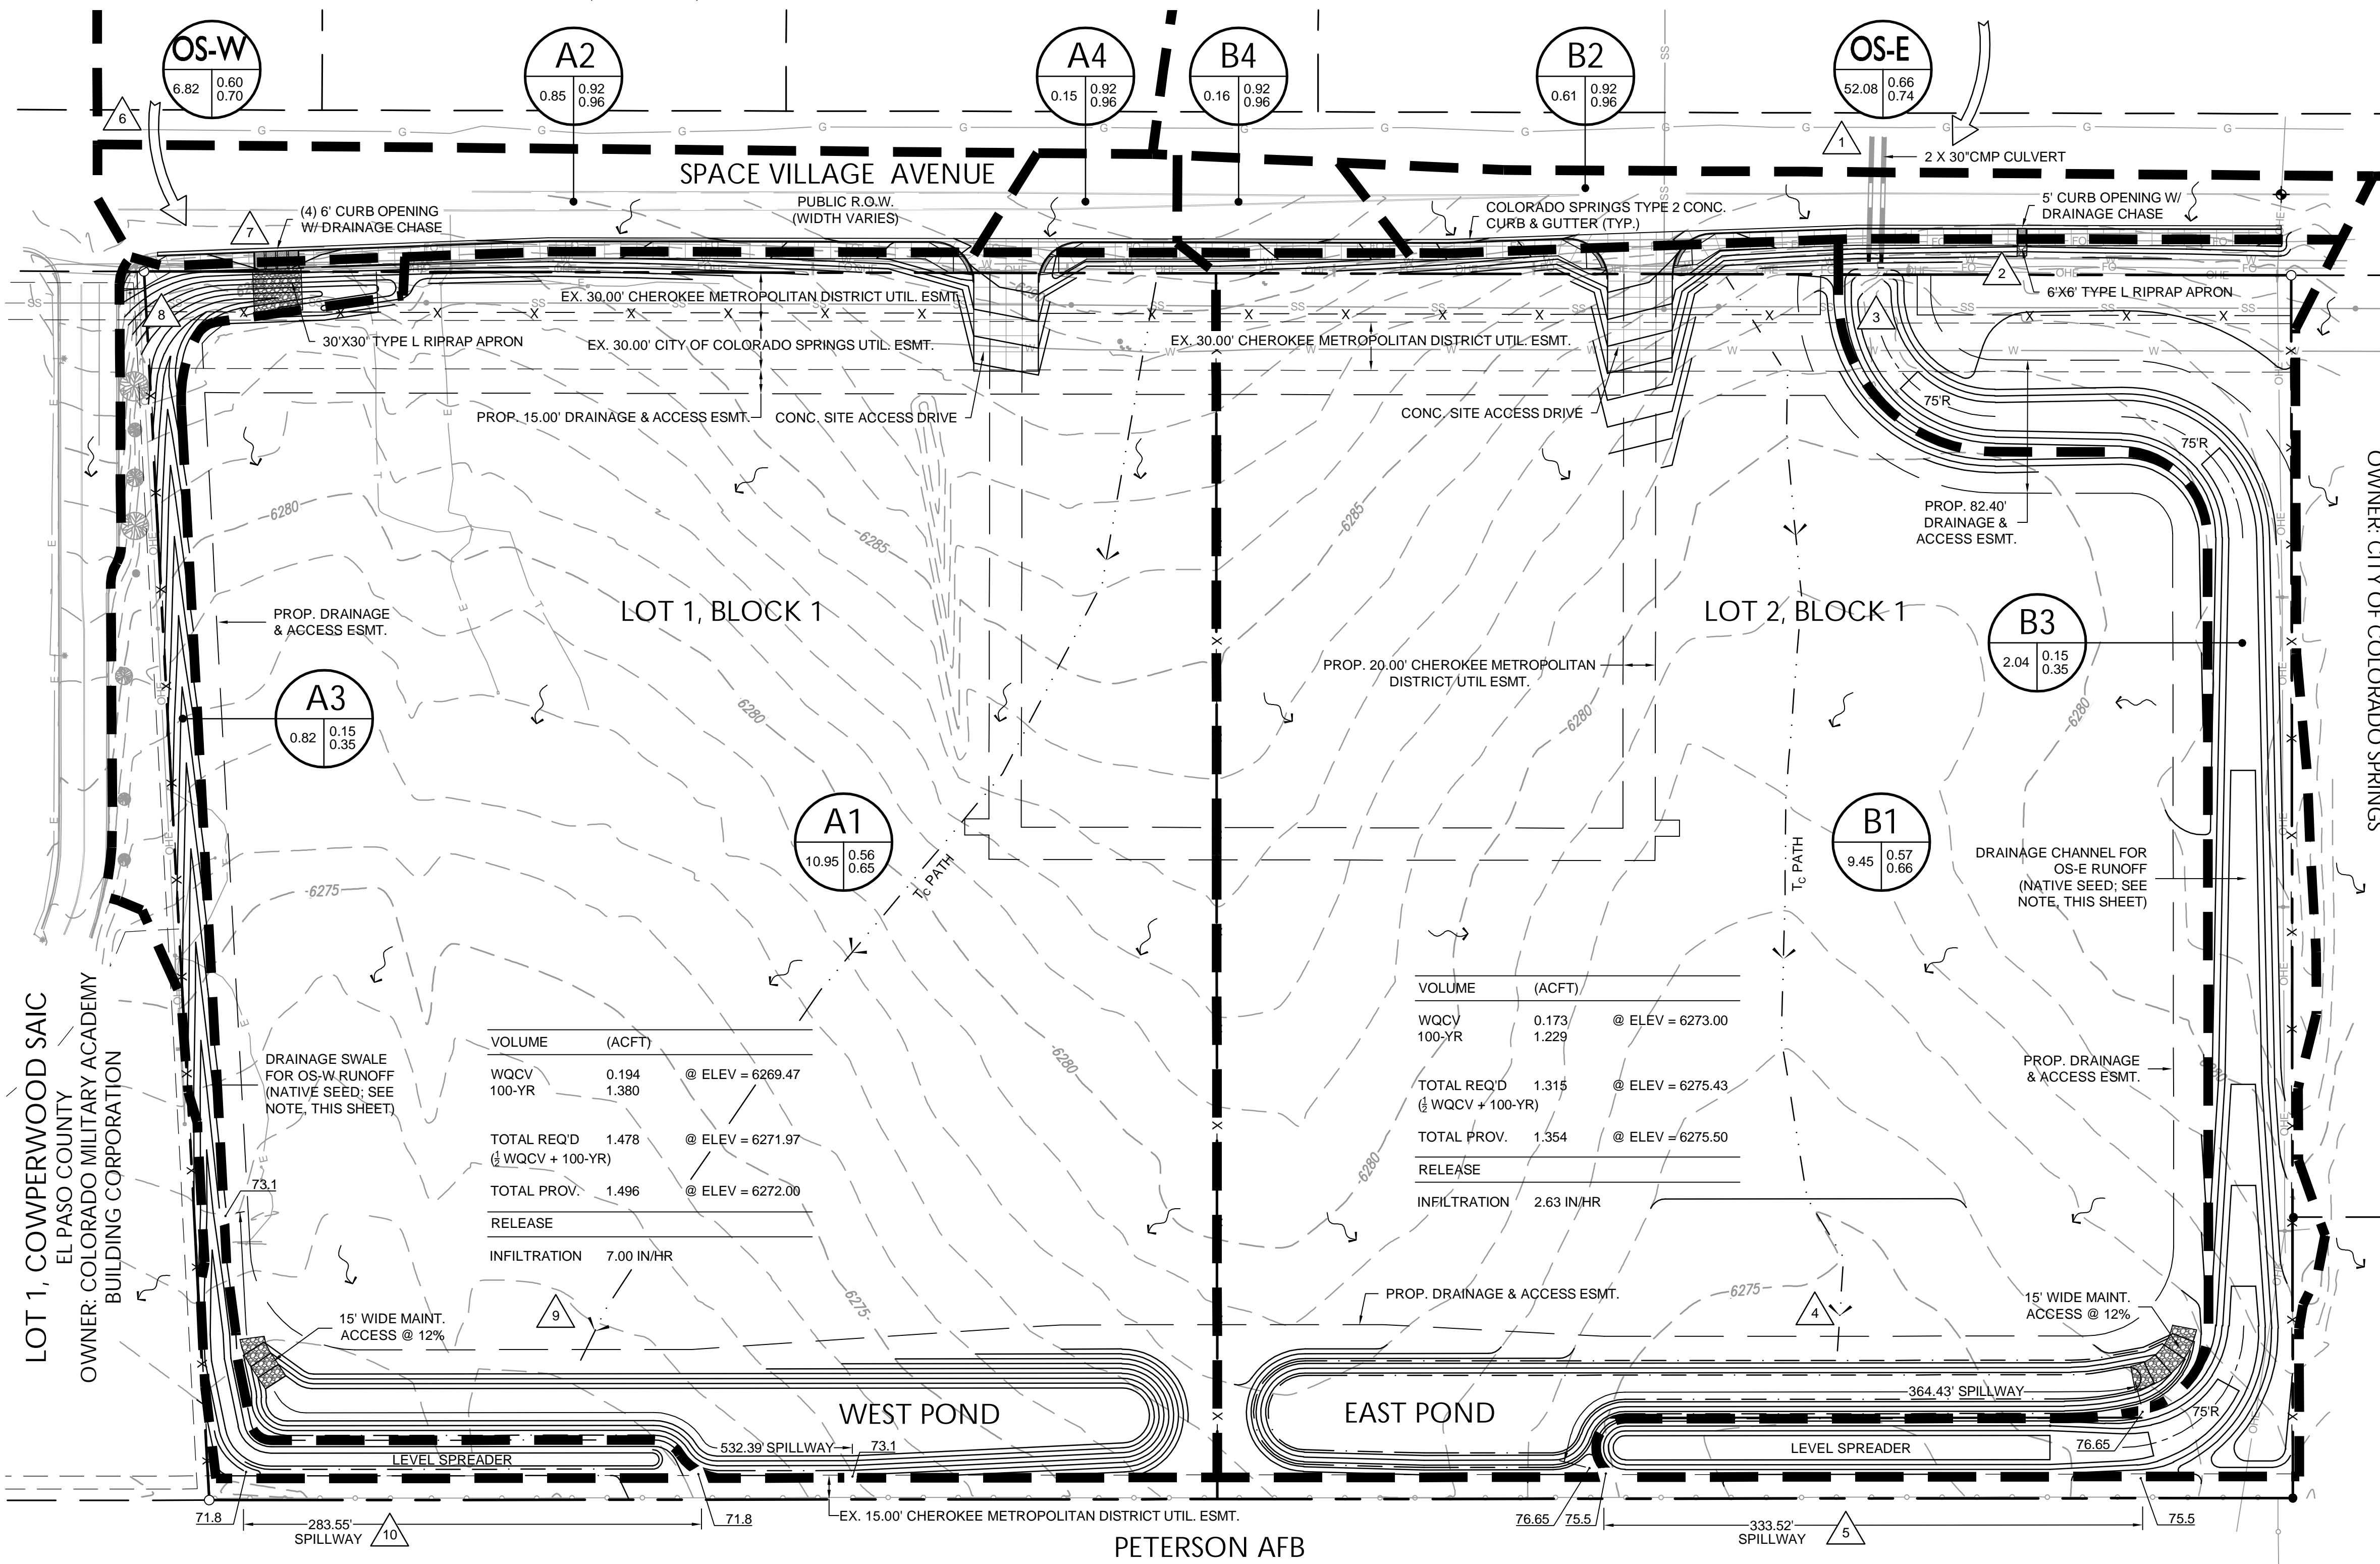 OS-W
6.82
0.60
0.70
A2
0.85
0.92
0.96
A4
0.15
0.92
0.96
B4
0.16
0.92
0.96
B2
0.61
0.92
0.96
OS-E
52.08
0.66
0.74
6
G G G G G G G G G G G G G G G
1
2 X 30"CMP CULVERT
SPACE VILLAGE AVENUE
PUBLIC R.O.W.
(WIDTH VARIES)
(4) 6' CURB OPENING
W/ DRAINAGE CHASE
7
COLORADO SPRINGS TYPE 2 CONC.
CURB & GUTTER (TYP.)
5' CURB OPENING W/
DRAINAGE CHASE
2
6'X6' TYPE L RIPRAP APRON
8
3
EX. 30.00' CHEROKEE METROPOLITAN DISTRICT UTIL. ESMT.
30'X30' TYPE L RIPRAP APRON
EX. 30.00' CITY OF COLORADO SPRINGS UTIL. ESMT.
EX. 30.00' CHEROKEE METROPOLITAN DISTRICT UTIL. ESMT.
PROP. 15.00' DRAINAGE & ACCESS ESMT.
CONC. SITE ACCESS DRIVE
CONC. SITE ACCESS DRIVE
75'R
75'R
PROP. 82.40'
DRAINAGE &
ACCESS ESMT.
OWNER: CITY OF COLORADO SPRINGS
6280
6285
6285
LOT 1, BLOCK 1
LOT 2, BLOCK 1
PROP. DRAINAGE
& ACCESS ESMT.
B3
2.04
0.15
0.35
PROP. 20.00' CHEROKEE METROPOLITAN
DISTRICT UTIL ESMT.
A3
0.82
0.15
0.35
6280
6280
6280
A1
10.95
0.56
0.65
TC PATH
TC PATH
B1
9.45
0.57
0.66
DRAINAGE CHANNEL FOR
OS-E RUNOFF
(NATIVE SEED; SEE
NOTE, THIS SHEET)
6275
LOT 1, COWPERWOOD SAIC
EL PASO COUNTY
OWNER: COLORADO MILITARY ACADEMY
BUILDING CORPORATION
DRAINAGE SWALE
FOR OS-W RUNOFF
(NATIVE SEED; SEE
NOTE, THIS SHEET)
VOLUME (ACFT)
WQCV 0.194 @ ELEV = 6269.47
100-YR 1.380
TOTAL REQ'D 1.478 @ ELEV = 6271.97
(½ WQCV + 100-YR)
TOTAL PROV. 1.496 @ ELEV = 6272.00
RELEASE
INFILTRATION 7.00 IN/HR
VOLUME (ACFT)
WQCV 0.173 @ ELEV = 6273.00
100-YR 1.229
TOTAL REQ'D 1.315 @ ELEV = 6275.43
(½ WQCV + 100-YR)
TOTAL PROV. 1.354 @ ELEV = 6275.50
RELEASE
INFILTRATION 2.63 IN/HR
PROP. DRAINAGE
& ACCESS ESMT.
6280
6280
6280
73.1
9
6275
PROP. DRAINAGE & ACCESS ESMT.
6275
4
15' WIDE MAINT.
ACCESS @ 12%
15' WIDE MAINT.
ACCESS @ 12%
WEST POND
EAST POND
364.43' SPILLWAY
75'R
532.39' SPILLWAY
73.1
76.65
LEVEL SPREADER
LEVEL SPREADER
71.8
283.55'
SPILLWAY
10
71.8
EX. 15.00' CHEROKEE METROPOLITAN DISTRICT UTIL. ESMT.
76.65
75.5
333.52'
SPILLWAY
5
75.5
PETERSON AFB